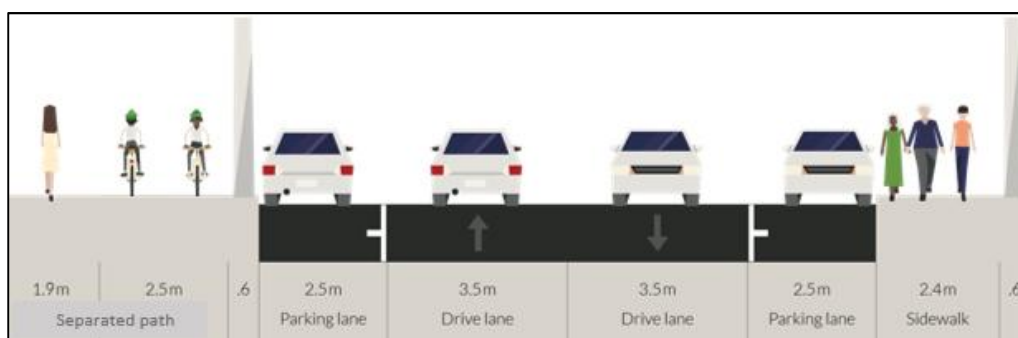 1.9m 2.5m .6 2.5m 3.5m 3.5m 2.5m 2.4m .6
Separated path Parking lane Drive lane Drive lane Parking lane Sidewalk